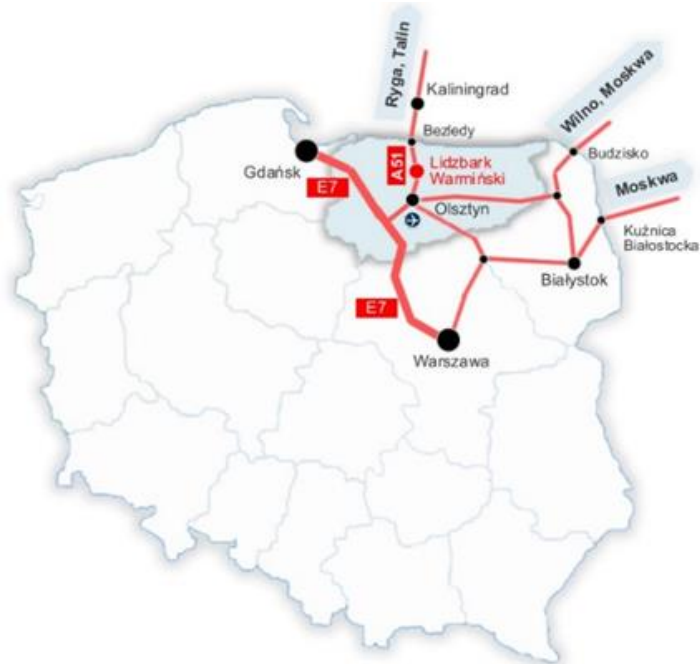 Ryga, Talin
Kaliningrad
Wilno, Moskwa
Bezledy
Budzisko
Gdańsk
A51
Lidzbark
Warmiński
Moskwa
E7
Olsztyn
Kuźnica
Białostocka
Białystok
E7
Warszawa